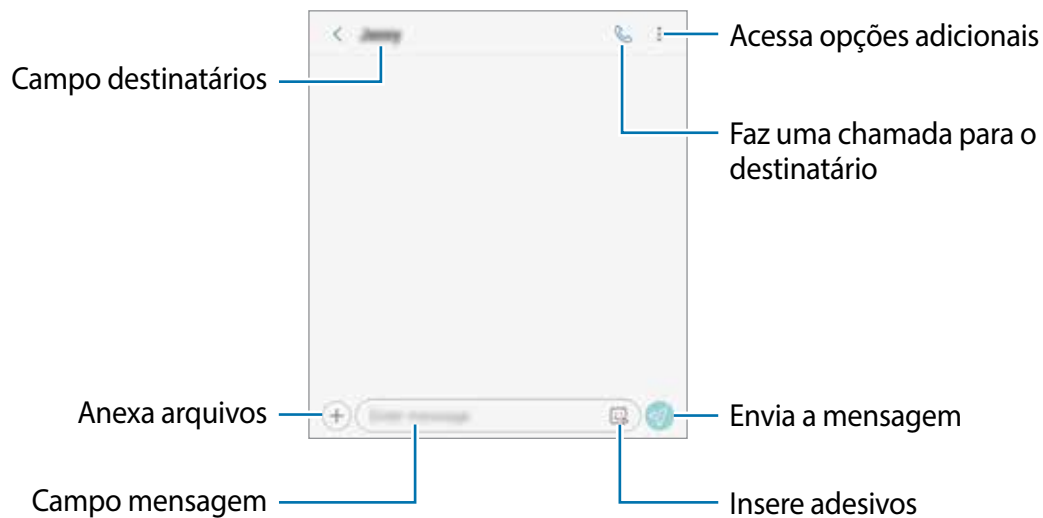 Acessa opções adicionais
Campo destinatários
Faz uma chamada para o
destinatário
Anexa arquivos
Envia a mensagem
Campo mensagem
Insere adesivos